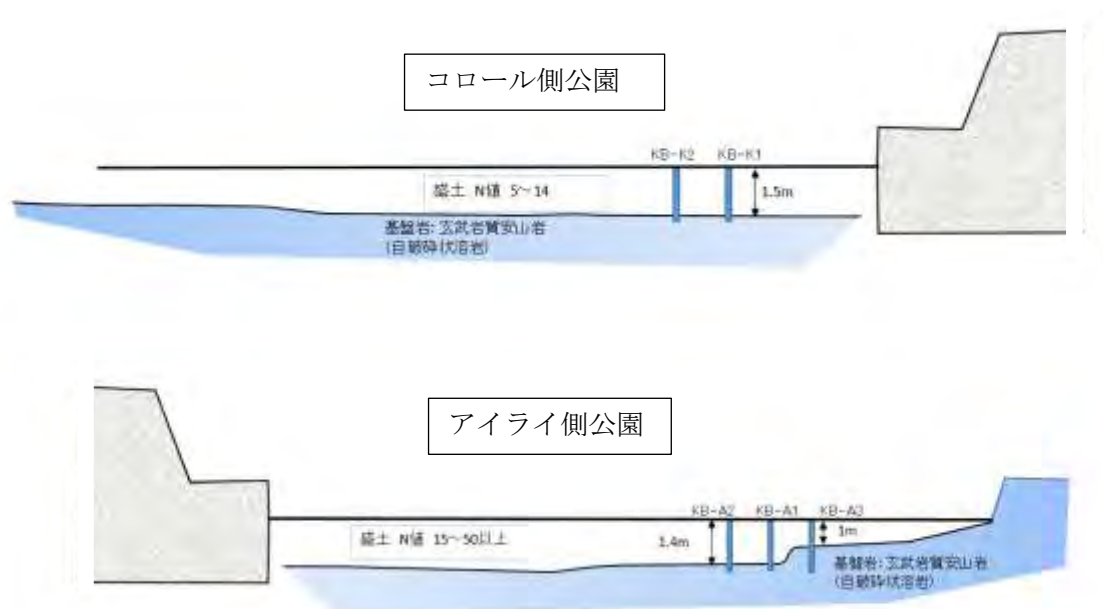 コロール側公園
KB-K2 KB-K1
盛土 N値 5～14
1.5m
基盤岩：玄武岩質安山岩
(自破砕状溶岩)
アイライ側公園
KB-A2 KB-A1 KB-A3
盛土 N値 15～50以上
1.4m
1m
基盤岩：玄武岩質安山岩
(自破砕状溶岩)